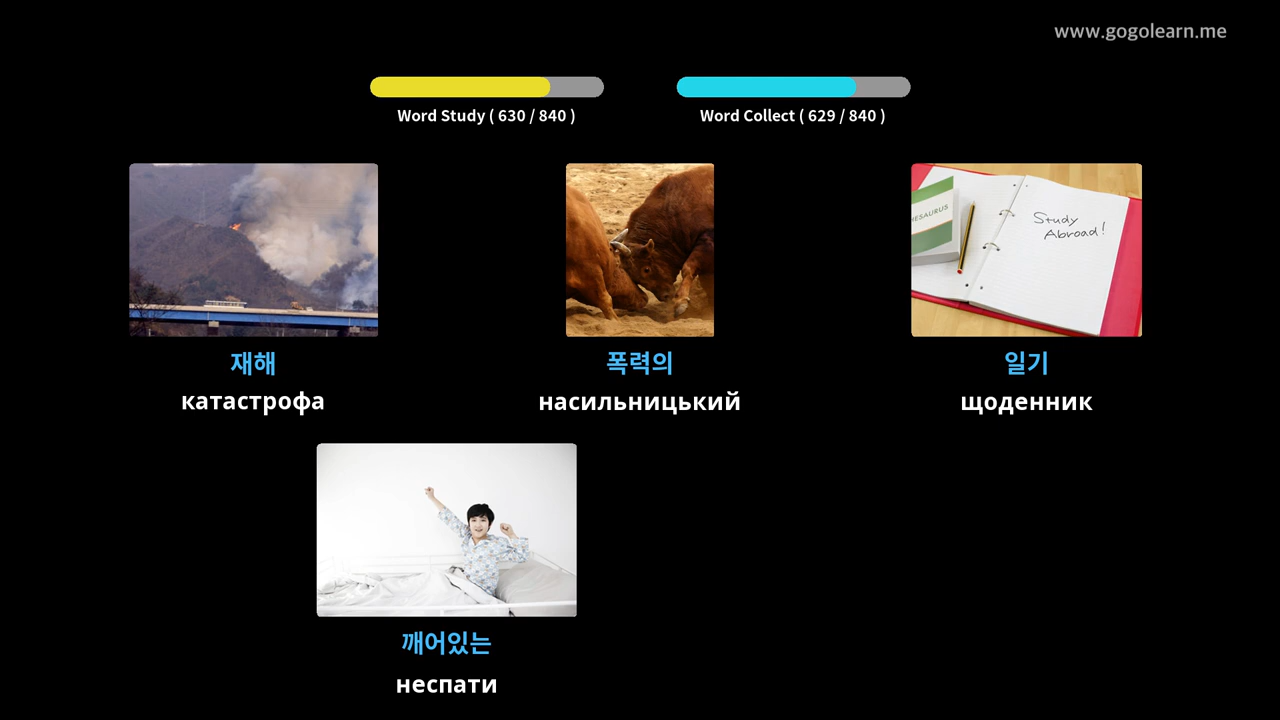 www.gogolearn.me
Word Study ( 630 / 840 )
Word Collect ( 629 / 840 )
HESAURUS
Study
Abroad!
재해
폭력의
일기
катастрофа
насильницький
щоденник
깨어있는
неспати